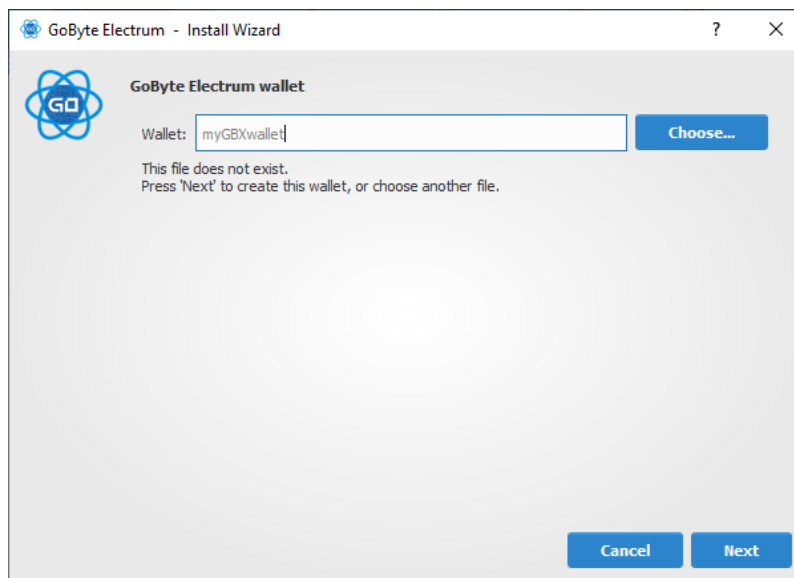 GoByte Electrum - Install Wizard
?
GO
GoByte Electrum wallet
Wallet: myGBXwallet Choose...
This file does not exist.
Press 'Next' to create this wallet, or choose another file.
Cancel Next